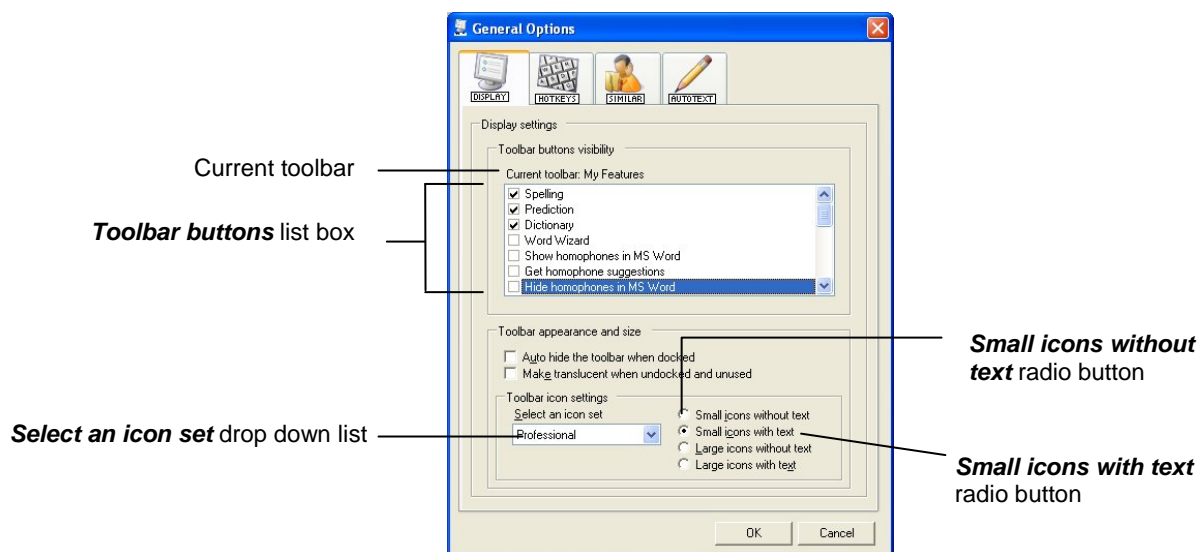 General Options
DISPLAY
HOTKEYS
SIMILAR
AUTOTEXT
Display settings
Toolbar buttons visibility
Current toolbar
Current toolbar: My Features
Spelling
Prediction
Dictionary
Toolbar buttons list box
Word Wizard
Show homophones in MS Word
Get homophone suggestions
Hide homophones in MS Word
Toolbar appearance and size
Auto hide the toolbar when docked
Make translucent when undocked and unused
Small icons without
text radio button
Toolbar icon settings
Select an icon set
Small icons without text
Select an icon set drop down list
Professional
Small icons with text
Large icons without text
Large icons with text
Small icons with text
radio button
OK
Cancel